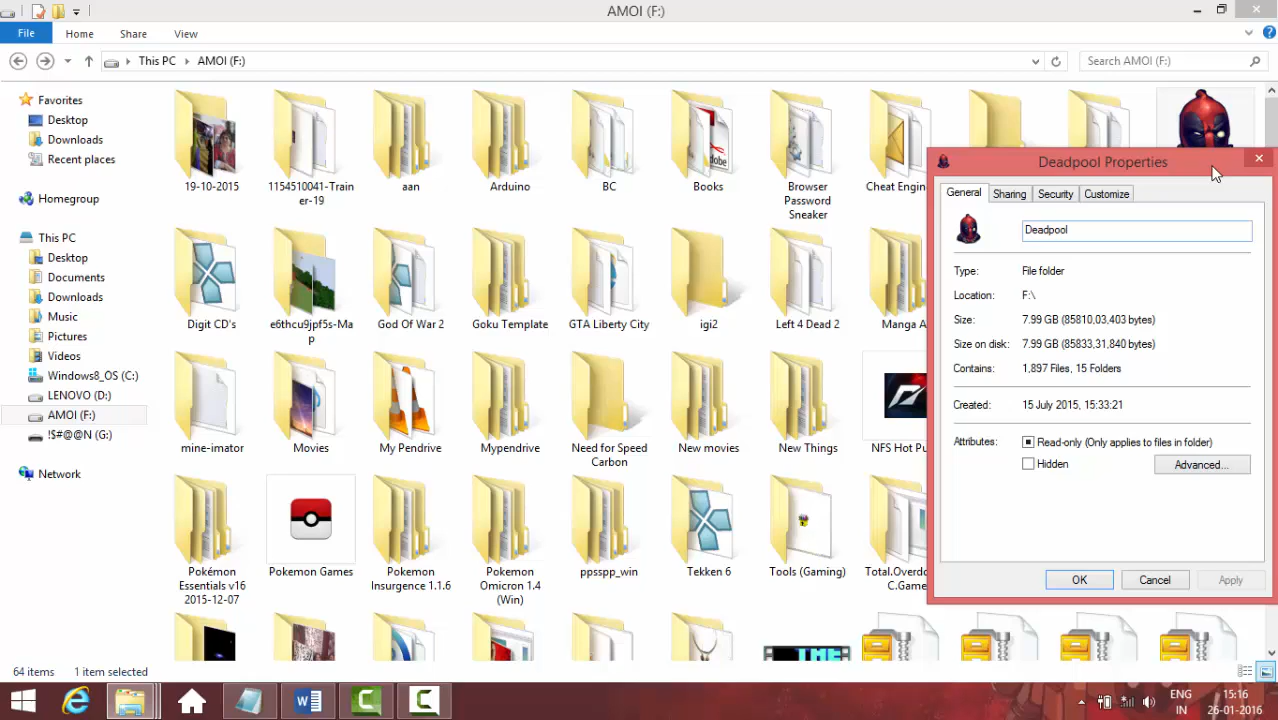 AMOI (F:)
File
Home
Share
View
This PC
AMOI (F:)
Search AMOI (F:)
Favorites
Desktop
Downloads
Recent places
Homegroup
This PC
Desktop
Documents
Downloads
Music
Pictures
Videos
Windows8_OS (C:)
LENOVO (D:)
AMOI (F:)
!$#@@N (G:)
Network
19-10-2015
1154510041-Train
er-19
aan
Arduino
BC
Adobe
Books
Browser
Password
Sneaker
Cheat Engin
Digit CD's
e6thcu9jpf5s-Ma
p
God Of War 2
Goku Template
GTA Liberty City
igi2
Left 4 Dead 2
Manga A
mine-imator
Movies
My Pendrive
Mypendrive
Need for Speed
Carbon
New movies
New Things
NFS Hot Pu
Pokémon
Essentials v16
2015-12-07
Pokemon Games
Pokemon
Insurgence 1.1.6
Pokemon
Omicron 1.4
(Win)
ppsspp_win
Tekken 6
Tools (Gaming)
Total.Overdo
C.Game
THE
Deadpool Properties
General
Sharing
Security
Customize
Deadpool
Type:
File folder
Location:
F:\
Size:
7.99 GB (85810,03,403 bytes)
Size on disk:
7.99 GB (85833,31,840 bytes)
Contains:
1,897 Files, 15 Folders
Created:
15 July 2015, 15:33:21
Attributes:
Read-only (Only applies to files in folder)
Hidden
Advanced...
OK
Cancel
Apply
64 items
1 item selected
ENG
IN
15:16
26-01-2016